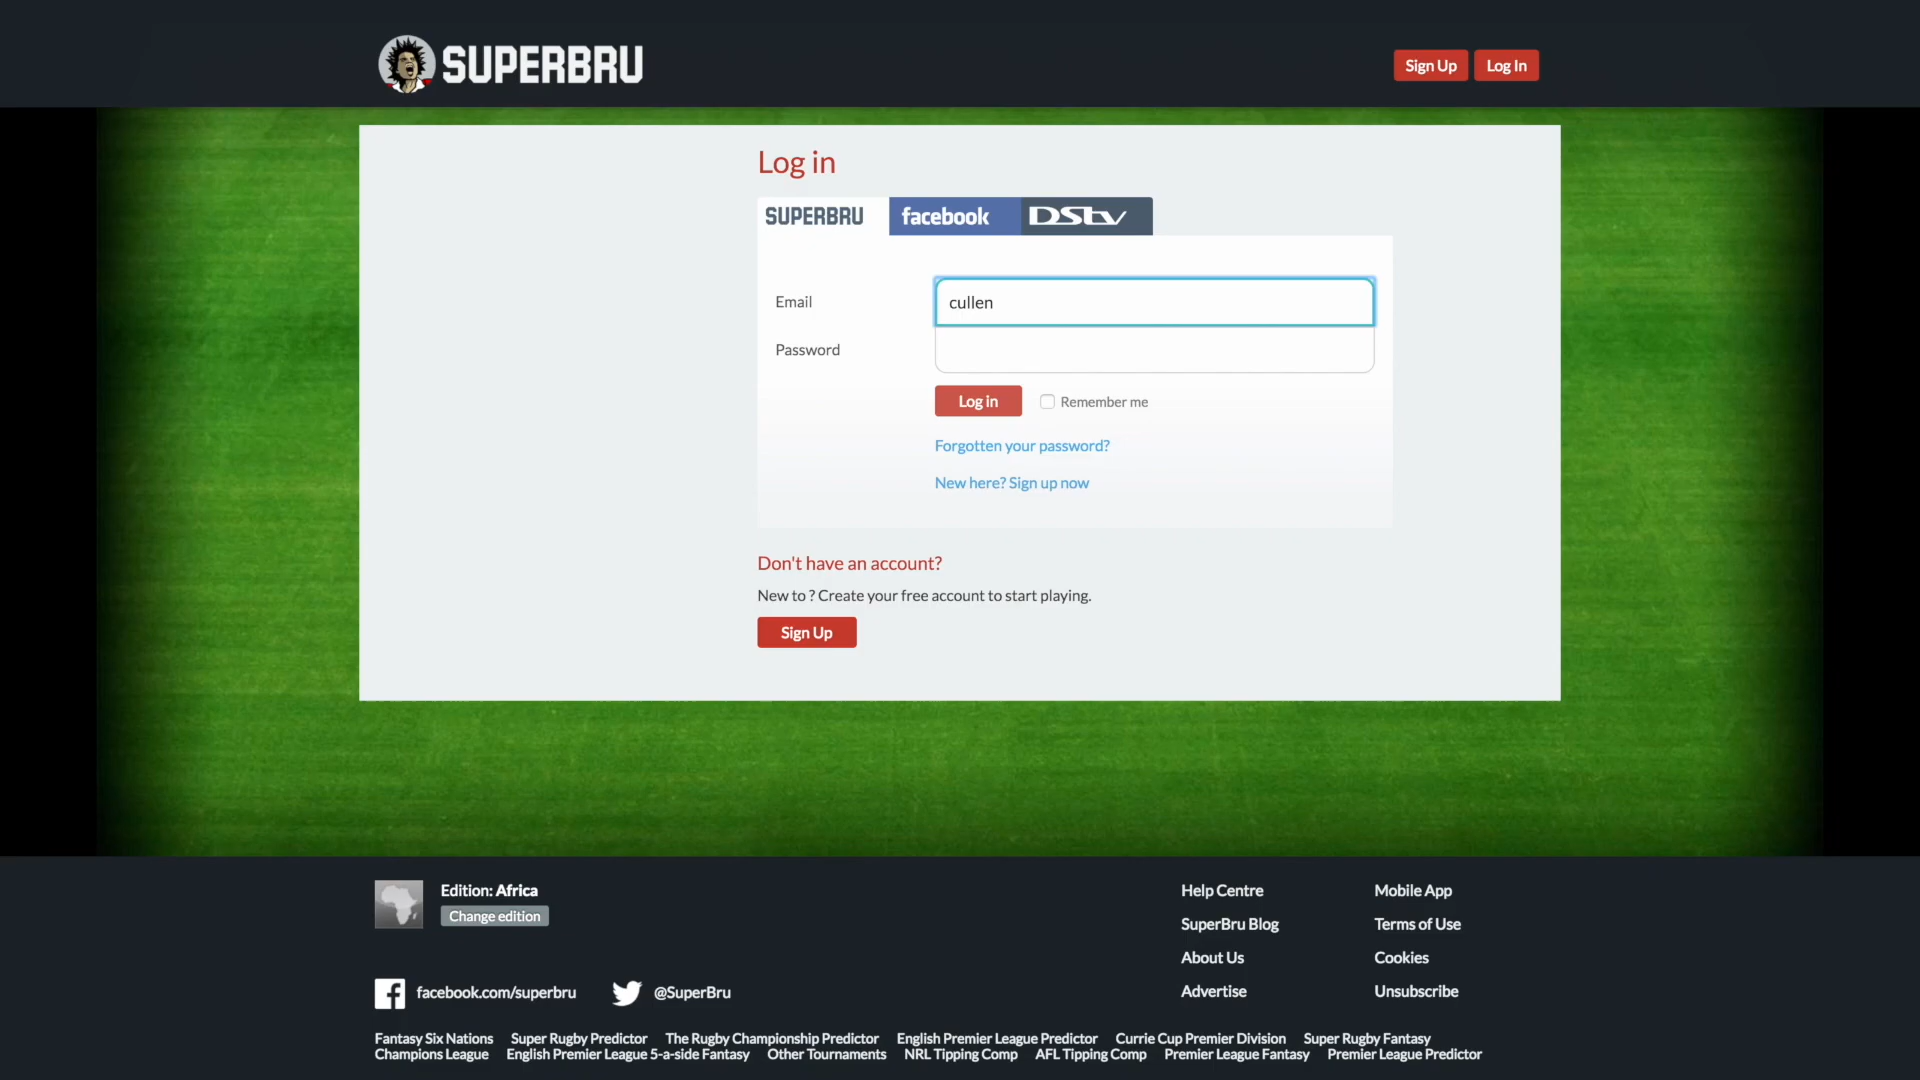 SUPERBRU
Sign Up
Log In
Log in
SUPERBRU
facebook
DStv
Email
cullen
Password
Log in
Remember me
Forgotten your password?
New here? Sign up now
Don't have an account?
New to ? Create your free account to start playing.
Sign Up
Edition: Africa
Change edition
Help Centre
Mobile App
SuperBru Blog
Terms of Use
About Us
Cookies
Advertise
Unsubscribe
facebook.com/superbru
@SuperBru
Fantasy Six Nations Super Rugby Predictor The Rugby Championship Predictor English Premier League Predictor Currie Cup Premier Division Super Rugby Fantasy
Champions League English Premier League 5-a-side Fantasy Other Tournaments NRL Tipping Comp AFL Tipping Comp Premier League Fantasy Premier League Predictor